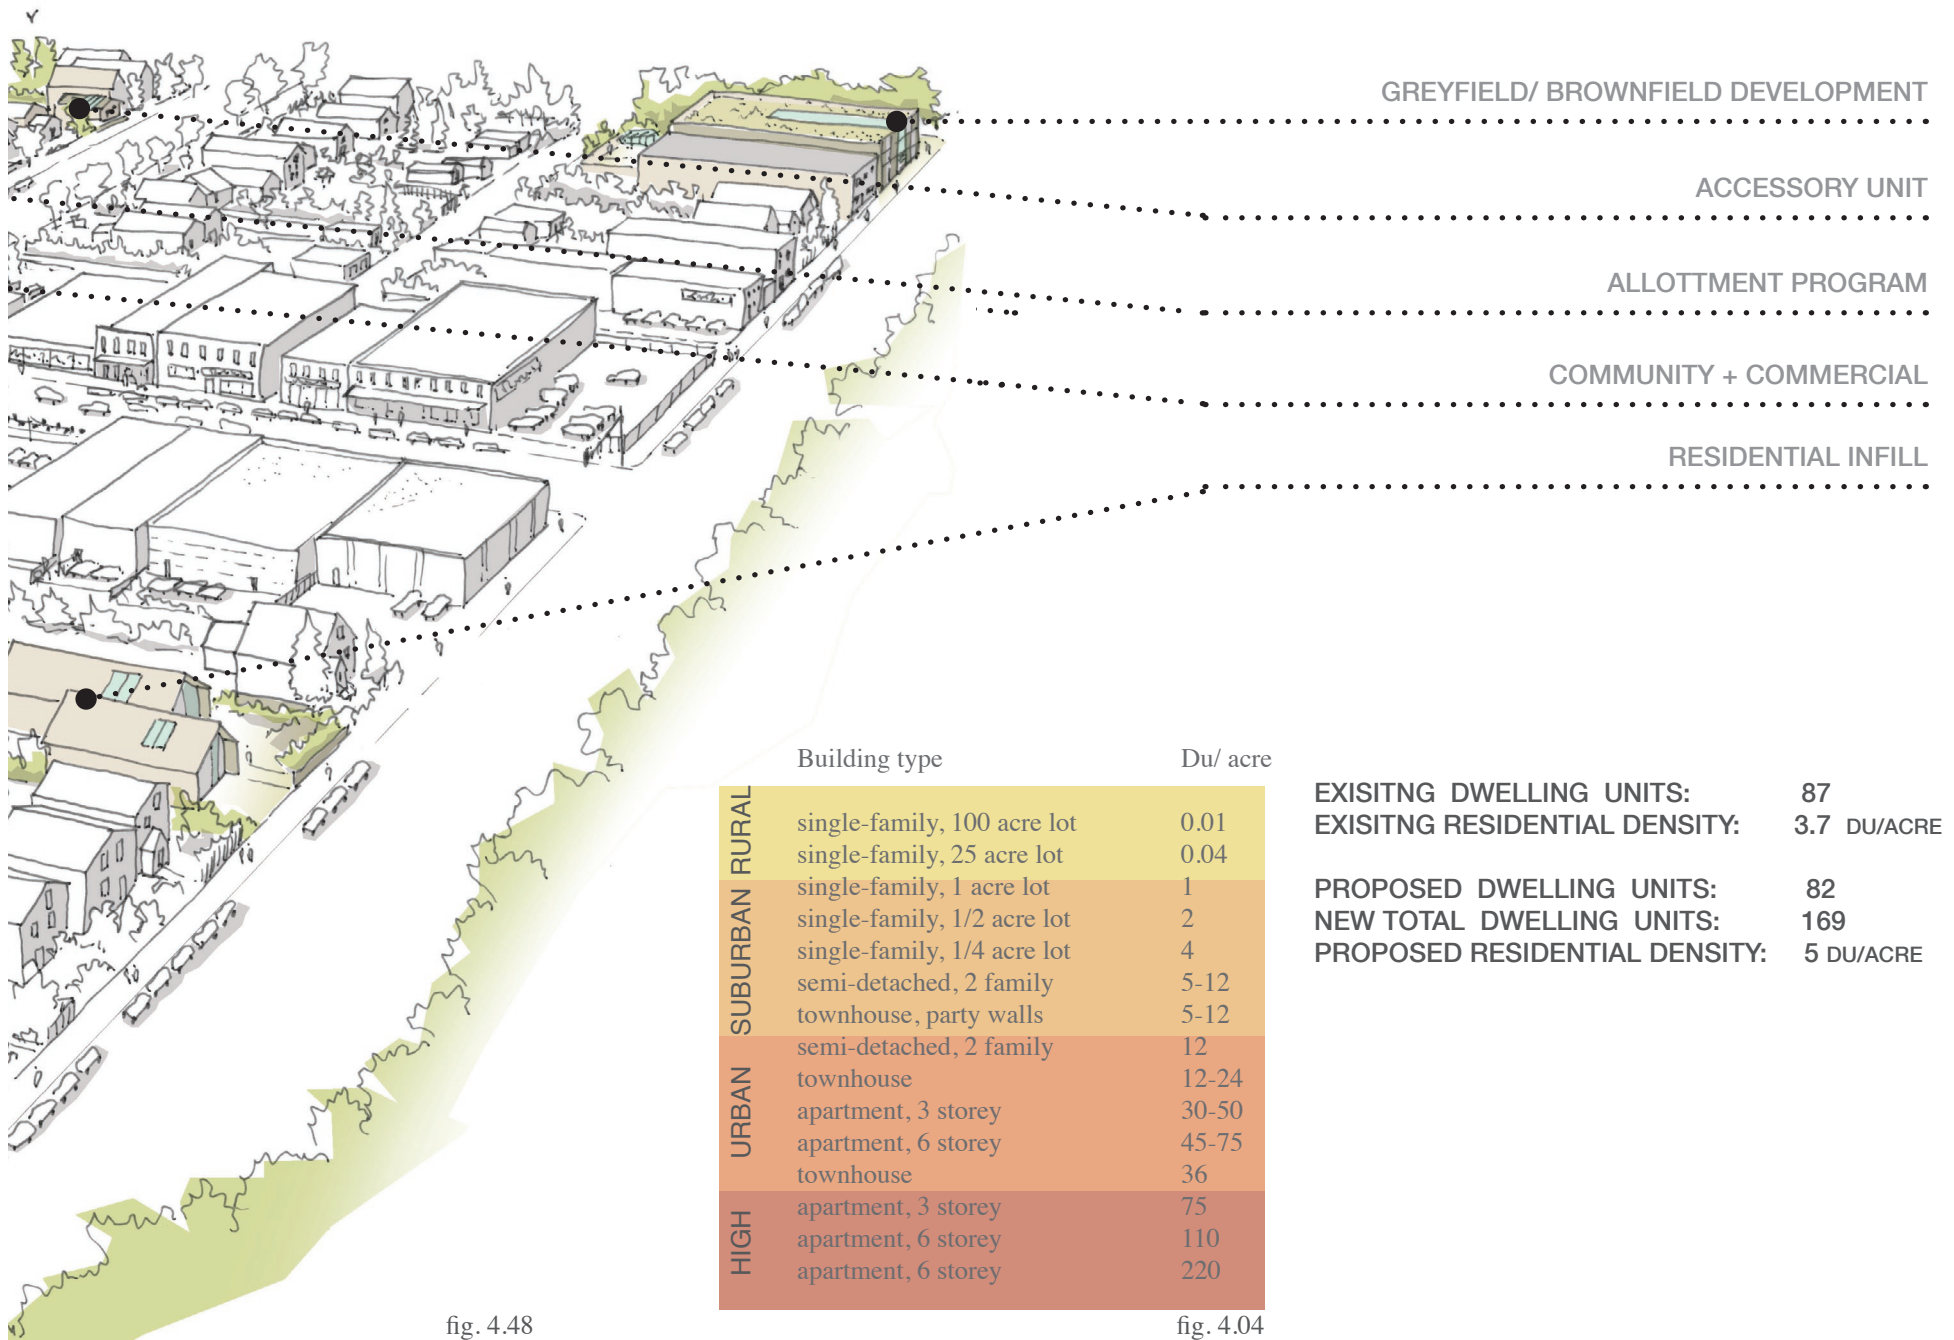 GREYFIELD/ BROWNFIELD DEVELOPMENT
ACCESSORY UNIT
ALLOTTMENT PROGRAM
COMMUNITY + COMMERCIAL
RESIDENTIAL INFILL
Building type Du/ acre
RURAL
single-family, 100 acre lot 0.01
single-family, 25 acre lot 0.04
SUBURBAN
single-family, 1 acre lot 1
single-family, 1/2 acre lot 2
single-family, 1/4 acre lot 4
semi-detached, 2 family 5-12
townhouse, party walls 5-12
URBAN
semi-detached, 2 family 12
townhouse 12-24
apartment, 3 storey 30-50
apartment, 6 storey 45-75
townhouse 36
HIGH
apartment, 3 storey 75
apartment, 6 storey 110
apartment, 6 storey 220
EXISITNG DWELLING UNITS: 87
EXISITNG RESIDENTIAL DENSITY: 3.7 DU/ACRE
PROPOSED DWELLING UNITS: 82
NEW TOTAL DWELLING UNITS: 169
PROPOSED RESIDENTIAL DENSITY: 5 DU/ACRE
fig. 4.48
fig. 4.04